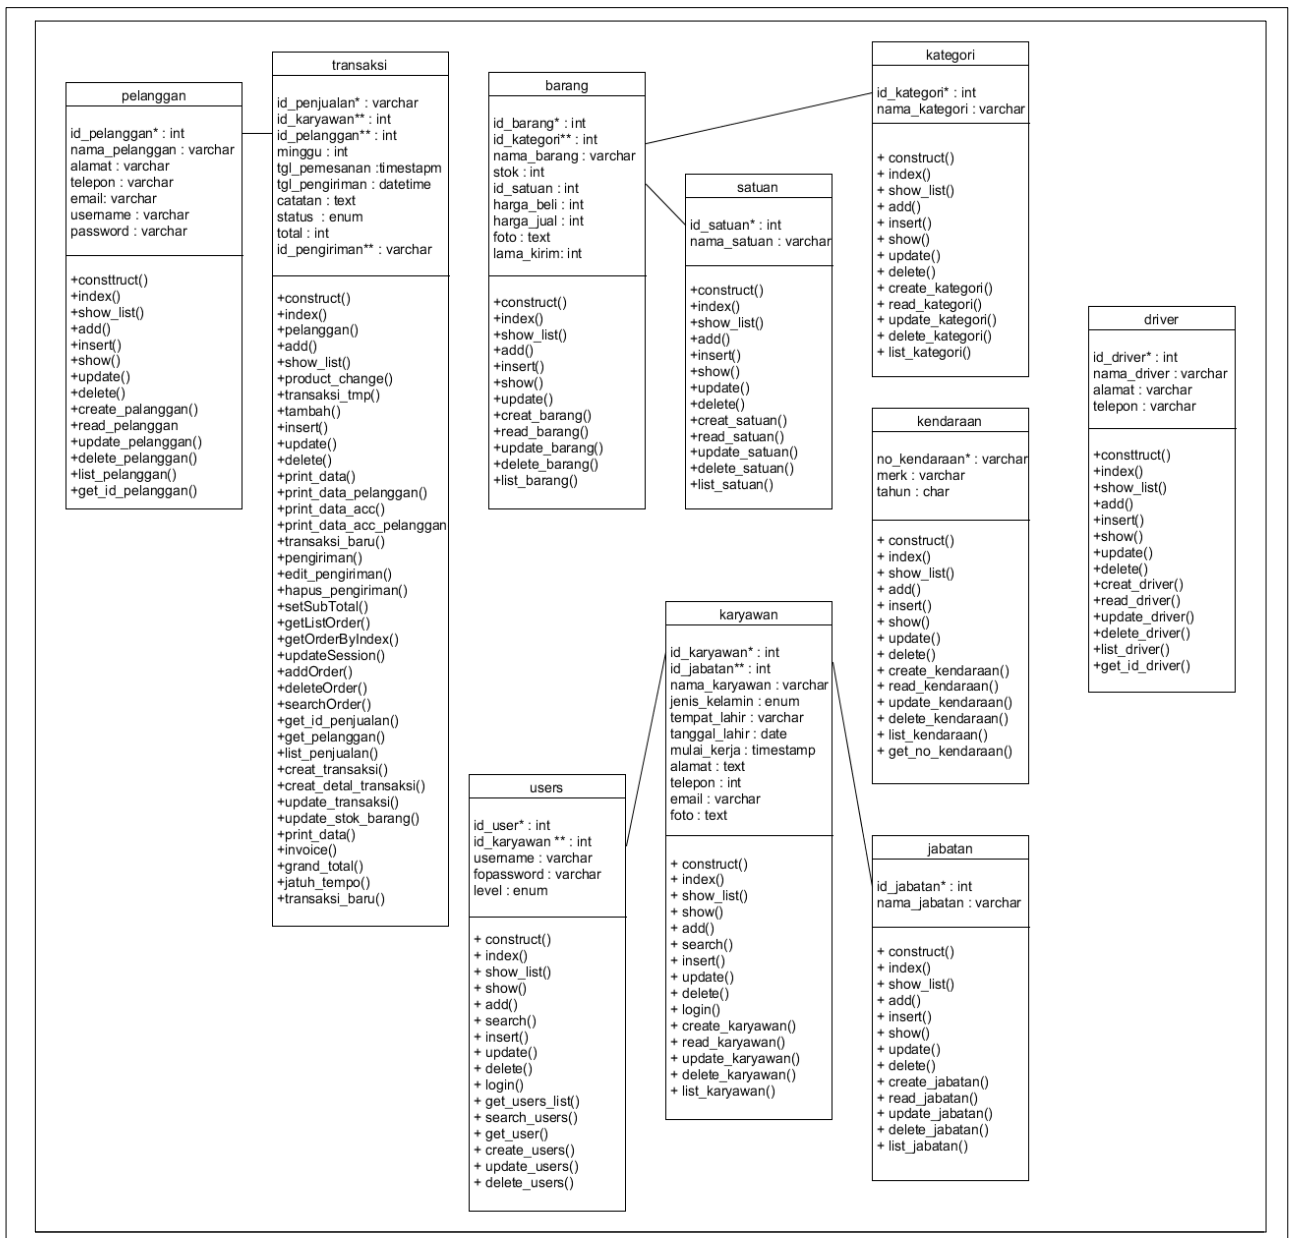 pelanggan
id_pelanggan* : int
nama_pelanggan : varchar
alamat : varchar
telepon : varchar
email: varchar
username : varchar
password : varchar
+consttruct()
+index()
+show_list()
+add()
+insert()
+show()
+update()
+delete()
+create_palanggan()
+read_pelanggan
+update_pelanggan()
+delete_pelanggan()
+list_pelanggan()
+get_id_pelanggan()
transaksi
id_penjualan* : varchar
id_karyawan** : int
id_pelanggan** : int
minggu : int
tgl_pemesanan :timestapm
tgl_pengiriman : datetime
catatan : text
status : enum
total : int
id_pengiriman** : varchar
+construct()
+index()
+pelanggan()
+add()
+show_list()
+product_change()
+transaksi_tmp()
+tambah()
+insert()
+update()
+delete()
+print_data()
+print_data_pelanggan()
+print_data_acc()
+print_data_acc_pelanggan
+transaksi_baru()
+pengiriman()
+edit_pengiriman()
+hapus_pengiriman()
+setSubTotal()
+getListOrder()
+getOrderByIndex()
+updateSession()
+addOrder()
+deleteOrder()
+searchOrder()
+get_id_penjualan()
+get_pelanggan()
+list_penjualan()
+creat_transaksi()
+creat_detal_transaksi()
+update_transaksi()
+update_stok_barang()
+print_data()
+invoice()
+grand_total()
+jatuh_tempo()
+transaksi_baru()
barang
id_barang* : int
id_kategori** : int
nama_barang : varchar
stok : int
id_satuan : int
harga_beli : int
harga_jual : int
foto : text
lama_kirim: int
+construct()
+index()
+show_list()
+add()
+insert()
+show()
+update()
+creat_barang()
+read_barang()
+update_barang()
+delete_barang()
+list_barang()
satuan
id_satuan* : int
nama_satuan : varchar
+construct()
+index()
+show_list()
+add()
+insert()
+show()
+update()
+delete()
+creat_satuan()
+read_satuan()
+update_satuan()
+delete_satuan()
+list_satuan()
kategori
id_kategori* : int
nama_kategori : varchar
+ construct()
+ index()
+ show_list()
+ add()
+ insert()
+ show()
+ update()
+ delete()
+ create_kategori()
+ read_kategori()
+ update_kategori()
+ delete_kategori()
+ list_kategori()
driver
id_driver* : int
nama_driver : varchar
alamat : varchar
telepon : varchar
+consttruct()
+index()
+show_list()
+add()
+insert()
+show()
+update()
+delete()
+creat_driver()
+read_driver()
+update_driver()
+delete_driver()
+list_driver()
+get_id_driver()
kendaraan
no_kendaraan* : varchar
merk : varchar
tahun : char
+ construct()
+ index()
+ show_list()
+ add()
+ insert()
+ show()
+ update()
+ delete()
+ create_kendaraan()
+ read_kendaraan()
+ update_kendaraan()
+ delete_kendaraan()
+ list_kendaraan()
+ get_no_kendaraan()
karyawan
id_karyawan* : int
id_jabatan** : int
nama_karyawan : varchar
jenis_kelamin : enum
tempat_lahir : varchar
tanggal_lahir : date
mulai_kerja : timestamp
alamat : text
telepon : int
email : varchar
foto : text
+ construct()
+ index()
+ show_list()
+ show()
+ add()
+ search()
+ insert()
+ update()
+ delete()
+ login()
+ create_karyawan()
+ read_karyawan()
+ update_karyawan()
+ delete_karyawan()
+ list_karyawan()
users
id_user* : int
id_karyawan ** : int
username : varchar
fopassword : varchar
level : enum
+ construct()
+ index()
+ show_list()
+ show()
+ add()
+ search()
+ insert()
+ update()
+ delete()
+ login()
+ get_users_list()
+ search_users()
+ get_user()
+ create_users()
+ update_users()
+ delete_users()
jabatan
id_jabatan* : int
nama_jabatan : varchar
+ construct()
+ index()
+ show_list()
+ add()
+ insert()
+ show()
+ update()
+ delete()
+ create_jabatan()
+ read_jabatan()
+ update_jabatan()
+ delete_jabatan()
+ list_jabatan()